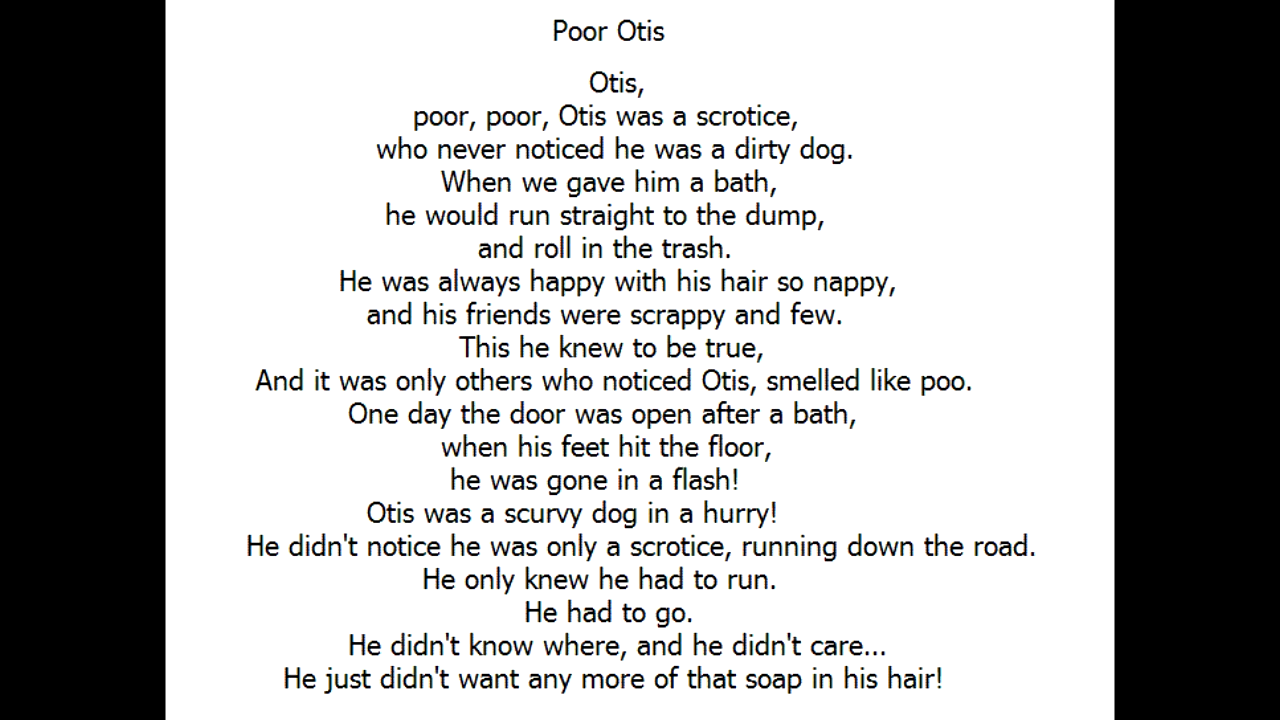 Poor Otis
Otis,
poor, poor, Otis was a scrotice,
who never noticed he was a dirty dog.
When we gave him a bath,
he would run straight to the dump,
and roll in the trash.
He was always happy with his hair so nappy,
and his friends were scrappy and few.
This he knew to be true,
And it was only others who noticed Otis, smelled like poo.
One day the door was open after a bath,
when his feet hit the floor,
he was gone in a flash!
Otis was a scurvy dog in a hurry!
He didn't notice he was only a scrotice, running down the road.
He only knew he had to run.
He had to go.
He didn't know where, and he didn't care...
He just didn't want any more of that soap in his hair!